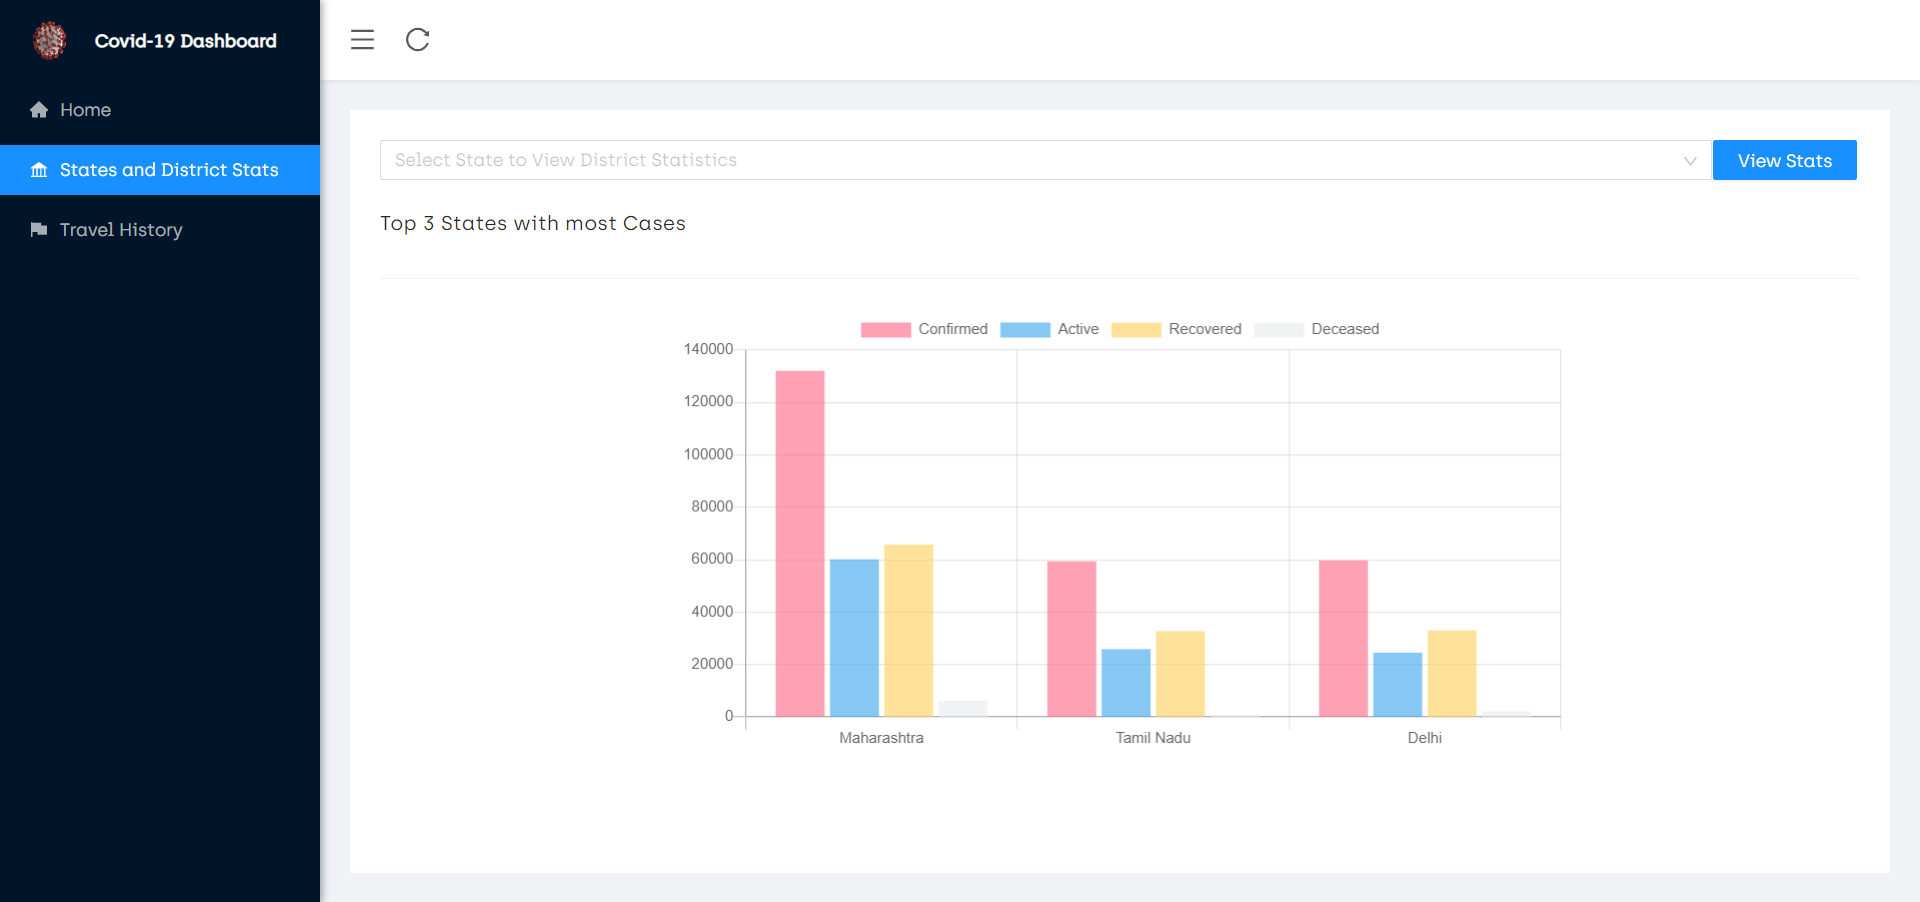 Covid-19 Dashboard
Home
States and District Stats
Travel History
Select State to View District Statistics
View Stats
Top 3 States with most Cases
Confirmed Active Recovered Deceased
140000
120000
100000
80000
60000
40000
20000
0
Maharashtra Tamil Nadu Delhi